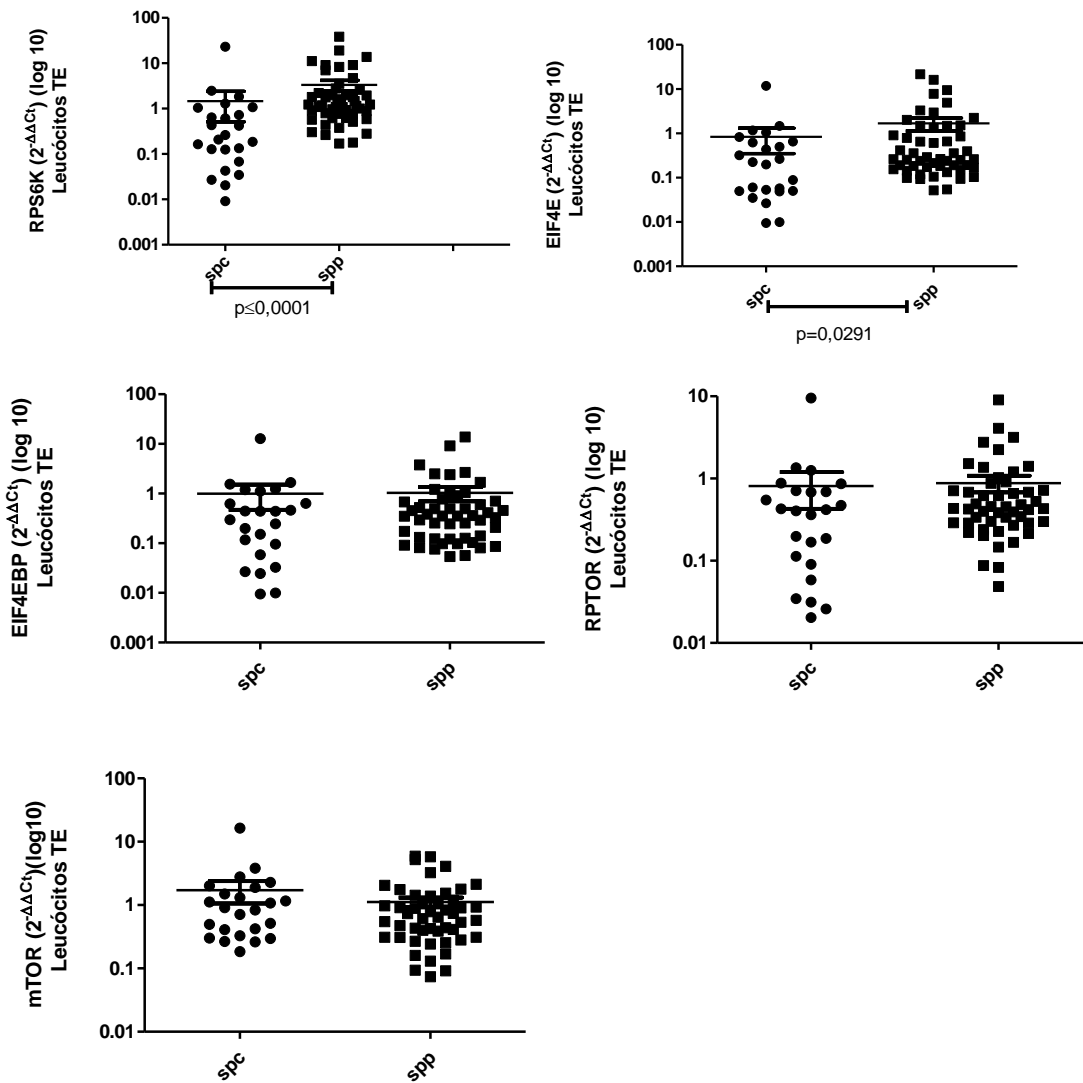 RPS6K (2^-ΔΔCt) (log 10)
Leucócitos TE
100
10
1
0.1
0.01
0.001
spc
spp
p≤0,0001
EIF4E (2^-ΔΔCt) (log 10)
Leucócitos TE
100
10
1
0.1
0.01
0.001
spc
spp
p=0,0291
EIF4EBP (2^-ΔΔCt) (log 10)
Leucócitos TE
100
10
1
0.1
0.01
0.001
spc
spp
RPTOR (2^-ΔΔCt) (log 10)
Leucócitos TE
10
1
0.1
0.01
spc
spp
mTOR (2^-ΔΔCt)(log10)
Leucócitos TE
100
10
1
0.1
0.01
spc
spp